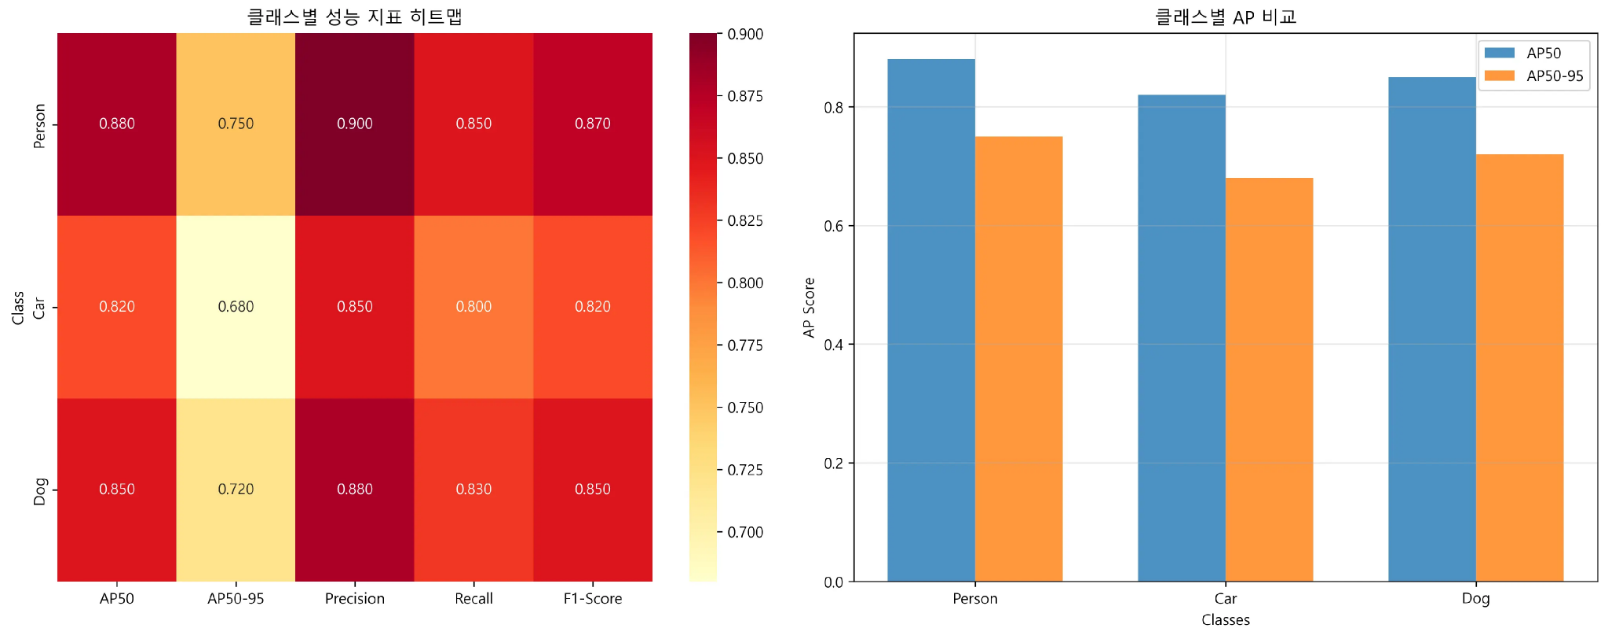 클래스별 성능 지표 히트맵
Class
Person
0.880 0.750 0.900 0.850 0.870
Car
0.820 0.680 0.850 0.800 0.820
Dog
0.850 0.720 0.880 0.830 0.850
AP50 AP50-95 Precision Recall F1-Score
0.900
0.875
0.850
0.825
0.800
0.775
0.750
0.725
0.700
클래스별 AP 비교
AP50
AP50-95
AP Score
0.8
0.6
0.4
0.2
0.0
Person Car Dog
Classes